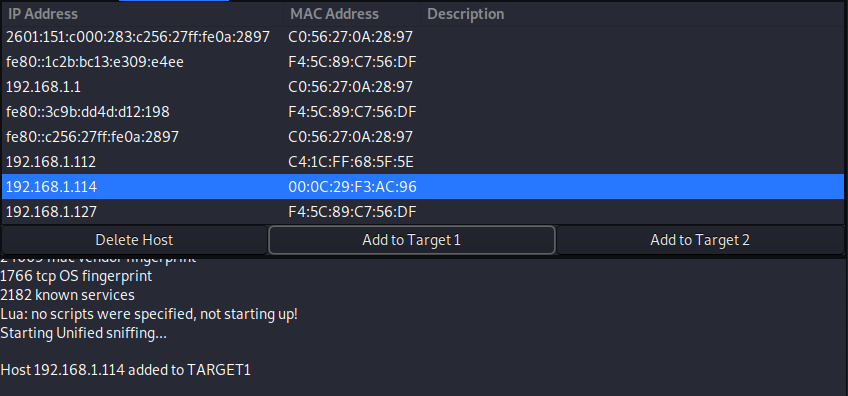 IP Address MAC Address Description
2601:151:c000:283:c256:27ff:fe0a:2897 C0:56:27:0A:28:97
fe80::1c2b:bc13:e309:e4ee F4:5C:89:C7:56:DF
192.168.1.1 C0:56:27:0A:28:97
fe80::3c9b:dd4d:d12:198 F4:5C:89:C7:56:DF
fe80::c256:27ff:fe0a:2897 C0:56:27:0A:28:97
192.168.1.112 C4:1C:FF:68:5F:5E
192.168.1.114 00:0C:29:F3:AC:96
192.168.1.127 F4:5C:89:C7:56:DF
Delete Host Add to Target 1 Add to Target 2
mac vendor fingerprint
1766 tcp OS fingerprint
2182 known services
Lua: no scripts were specified, not starting up!
Starting Unified sniffing...
Host 192.168.1.114 added to TARGET1